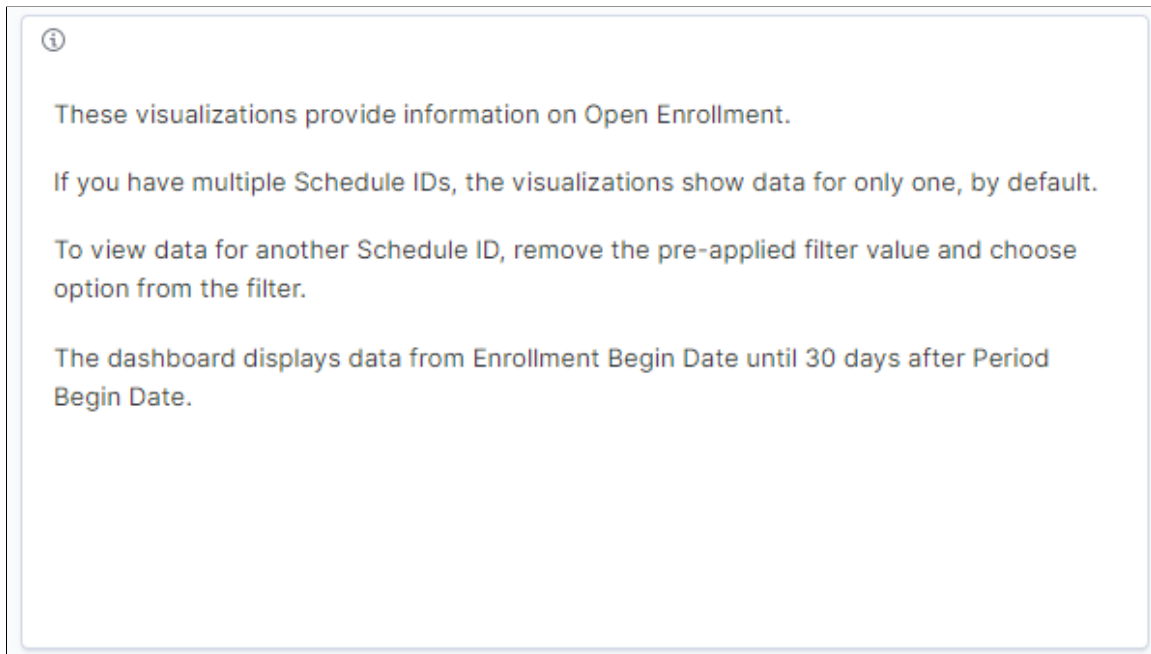 These visualizations provide information on Open Enrollment.
If you have multiple Schedule IDs, the visualizations show data for only one, by default.
To view data for another Schedule ID, remove the pre-applied filter value and choose
option from the filter.
The dashboard displays data from Enrollment Begin Date until 30 days after Period
Begin Date.